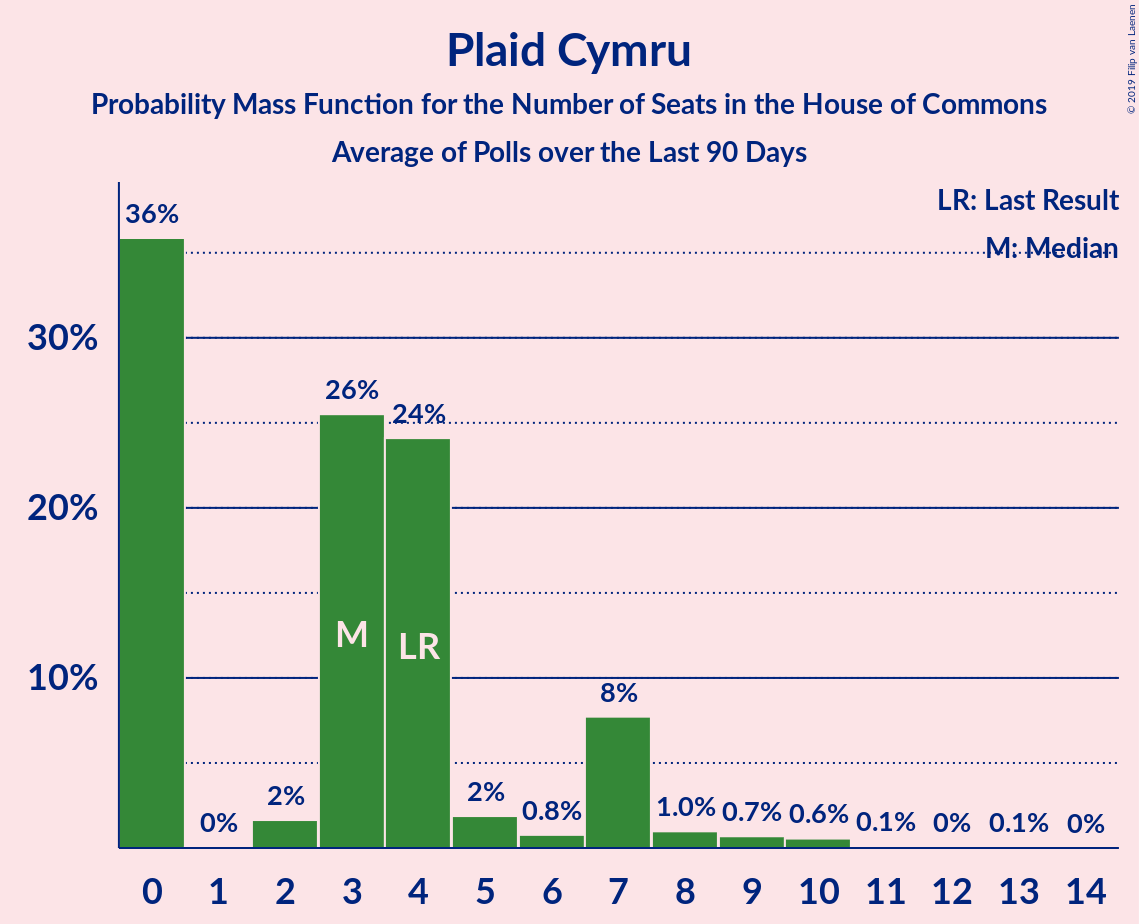 Plaid Cymru
Probability Mass Function for the Number of Seats in the House of Commons
Average of Polls over the Last 90 Days
© 2019 Filip van Laenen
LR: Last Result
M: Median
36%
0%
2%
26%
24%
2%
0.8%
8%
1.0%
0.7%
0.6%
0.1%
0%
0.1%
0%
30%
20%
10%
M
LR
0 1 2 3 4 5 6 7 8 9 10 11 12 13 14